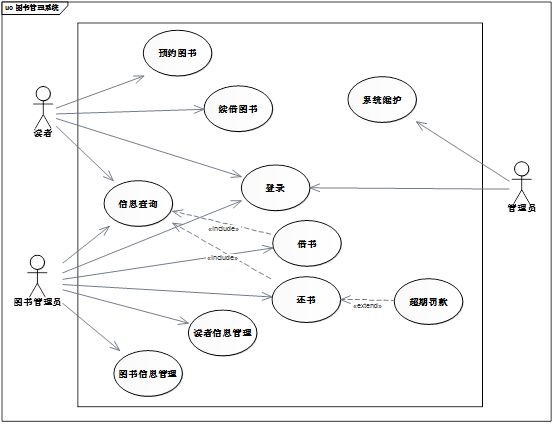 uc 图书管理系统
预约图书
续借图书
系统维护
读者
登录
管理员
信息查询
«include»
借书
«include»
图书管理员
还书
«extend»
超期罚款
读者信息管理
图书信息管理